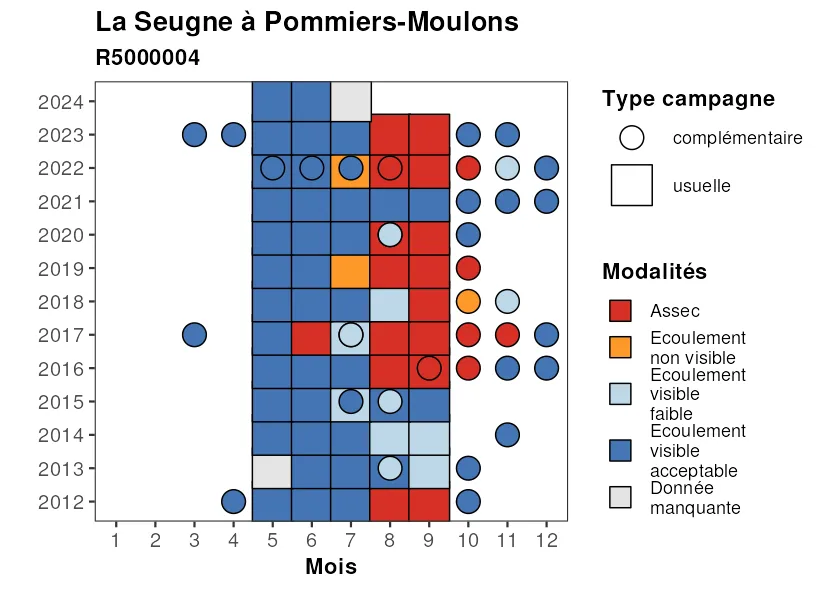 La Seugne à Pommiers-Moulons
R5000004
2024
2023
2022
2021
2020
2019
2018
2017
2016
2015
2014
2013
2012
1 2 3 4 5 6 7 8 9 10 11 12
Mois
Type campagne
complémentaire
usuelle
Modalités
Assec
Ecoulement
non visible
Ecoulement
visible
faible
Ecoulement
visible
acceptable
Donnée
manquante